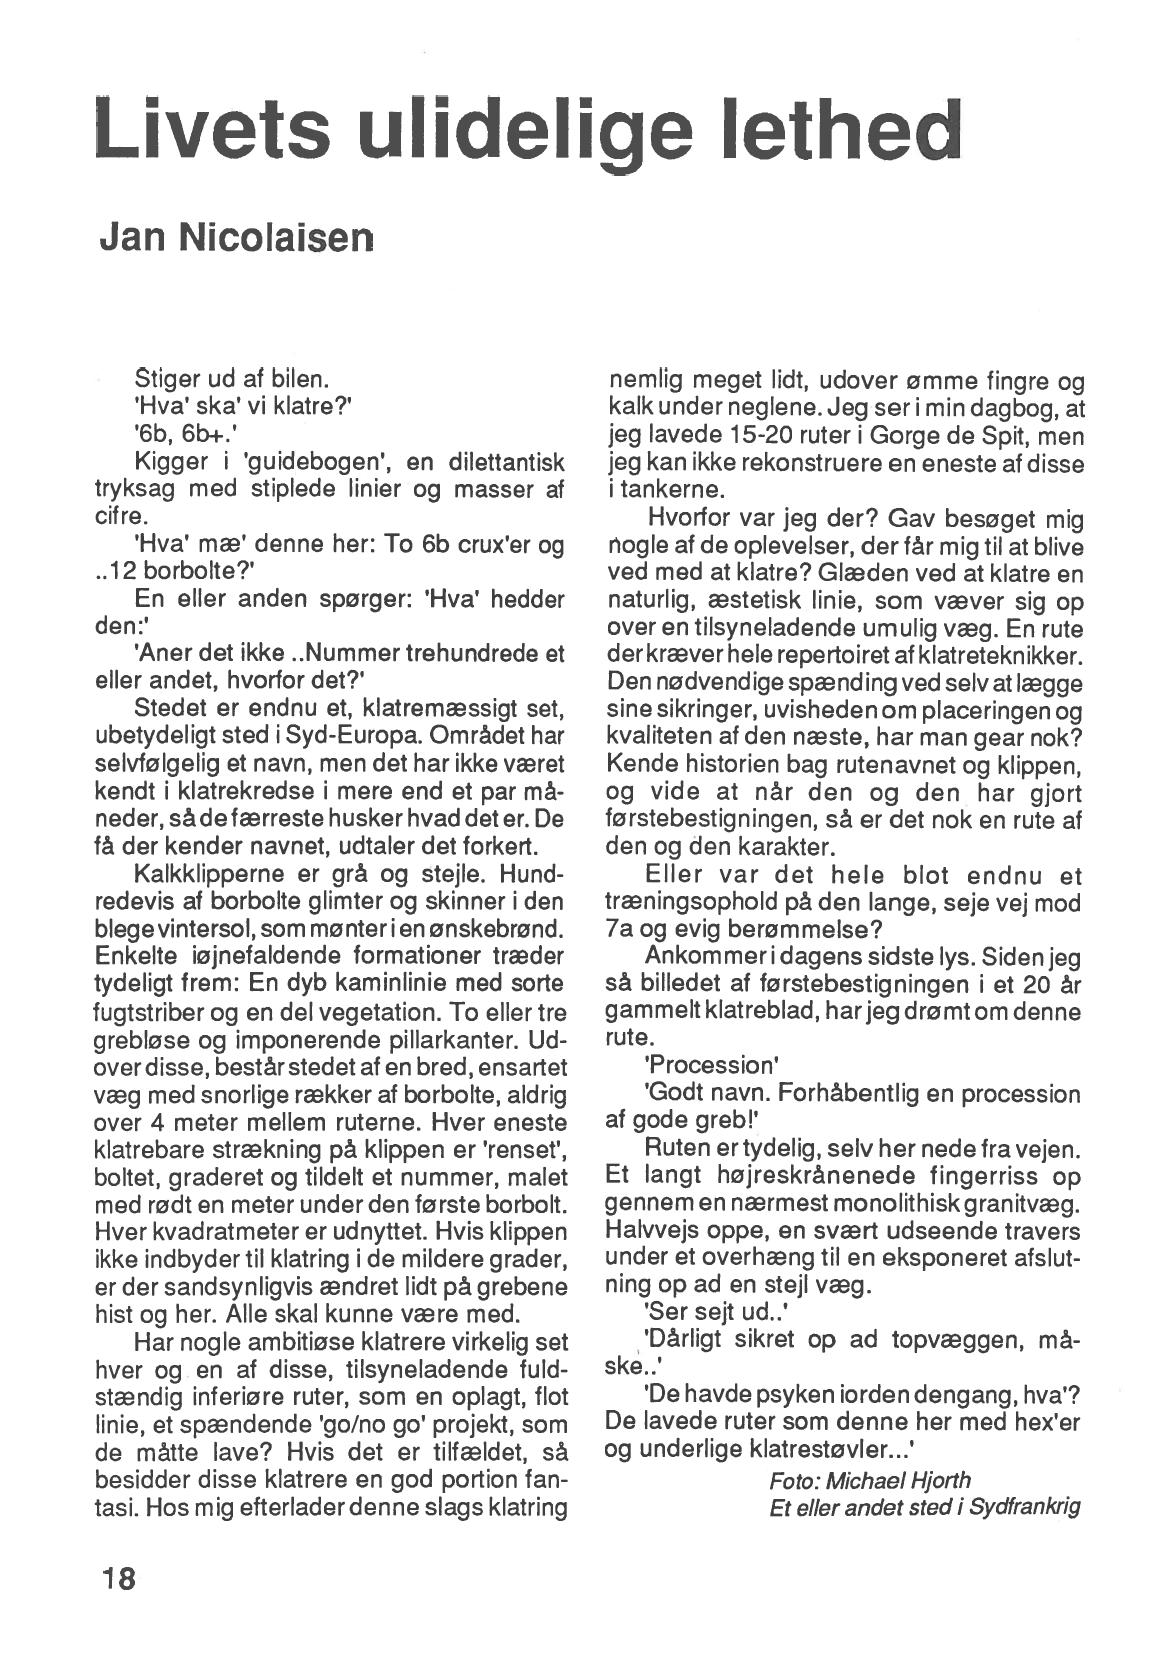 Livets ulidelige lethed
Jan Nicolaisen
Stiger ud af bilen.
'Hva' ska' vi klatre?'
'6b, 6b+.'
Kigger i 'guidebogen', en dilettantisk
tryksag med stiplede linier og masser af
cifre.
'Hva' mæ' denne her: To 6b crux'er og
..12 borbolte?'
En eller anden spørger: 'Hva' hedder
den:'
'Aner det ikke ..Nummer trehundrede et
eller andet, hvorfor det?'
Stedet er endnu et, klatremæssigt set,
ubetydeligt sted i Syd-Europa. Området har
selvfølgelig et navn, men det har ikke været
kendt i klatrekredse i mere end et par må-
neder, så de færreste husker hvad det er. De
få der kender navnet, udtaler det forkert.
Kalkklipperne er grå og stejle. Hund-
redevis af borbolte glimter og skinner i den
blege vintersol, som mønter i en ønskebrønd.
Enkelte iøjnefaldende formationer træder
tydeligt frem: En dyb kaminlinie med sorte
fugtstriber og en del vegetation. To eller tre
grebløse og imponerende pillarkanter. Ud-
over disse, består stedet af en bred, ensartet
væg med snorlige rækker af borbolte, aldrig
over 4 meter mellem ruterne. Hver eneste
klatrebare strækning på klippen er 'renset',
boltet, graderet og tildelt et nummer, malet
med rødt en meter under den første borbolt.
Hver kvadratmeter er udnyttet. Hvis klippen
ikke indbyder til klatring i de mildere grader,
er der sandsynligvis ændret lidt på grebene
hist og her. Alle skal kunne være med.
Har nogle ambitiøse klatrere virkelig set
hver og en af disse, tilsyneladende fuld-
stændig inferiøre ruter, som en oplagt, flot
linie, et spændende 'go/no go' projekt, som
de måtte lave? Hvis det er tilfældet, så
besidder disse klatrere en god portion fan-
tasi. Hos mig efterlader denne slags klatring
nemlig meget lidt, udover ømme fingre og
kalk under neglene. Jeg ser i min dagbog, at
jeg lavede 15-20 ruter i Gorge de Spit, men
jeg kan ikke rekonstruere en eneste af disse
i tankerne.
Hvorfor var jeg der? Gav besøget mig
nogle af de oplevelser, der får mig til at blive
ved med at klatre? Glæden ved at klatre en
naturlig, æstetisk linie, som væver sig op
over en tilsyneladende umulig væg. En rute
der kræver hele repertoiret af klatreteknikker.
Den nødvendige spænding ved selv at lægge
sine sikringer, uvisheden om placeringen og
kvaliteten af den næste, har man gear nok?
Kende historien bag rutenavnet og klippen,
og vide at når den og den har gjort
førstebestigningen, så er det nok en rute af
den og den karakter.
Eller var det hele blot endnu et
træningsophold på den lange, seje vej mod
7a og evig berømmelse?
Ankommer i dagens sidste lys. Siden jeg
så billedet af førstebestigningen i et 20 år
gammelt klatreblad, har jeg drømt om denne
rute.
'Procession'
'Godt navn. Forhåbentlig en procession
af gode greb!'
Ruten er tydelig, selv her nede fra vejen.
Et langt højreskrånenede fingerriss op
gennem en nærmest monolithisk granitvæg.
Halvvejs oppe, en svært udseende travers
under et overhæng til en eksponeret afslut-
ning op ad en stejl væg.
'Ser sejt ud..'
'Dårligt sikret op ad topvæggen, må-
ske..'
'De havde psyken iorden dengang, hva'?
De lavede ruter som denne her med hex'er
og underlige klatrestøvler...'
Foto: Michael Hjorth
Et eller andet sted i Sydfrankrig
18